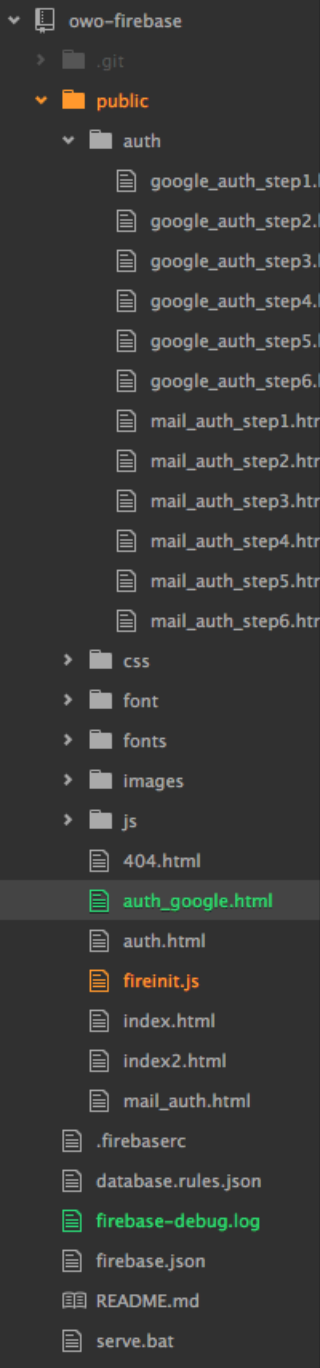 owo-firebase
.git
public
auth
google_auth_step1.
google_auth_step2.
google_auth_step3.
google_auth_step4.
google_auth_step5.
google_auth_step6.
mail_auth_step1.htr
mail_auth_step2.htr
mail_auth_step3.htr
mail_auth_step4.htr
mail_auth_step5.htr
mail_auth_step6.htr
css
font
fonts
images
js
404.html
auth_google.html
auth.html
fireinit.js
index.html
index2.html
mail_auth.html
.firebaserc
database.rules.json
firebase-debug.log
firebase.json
README.md
serve.bat